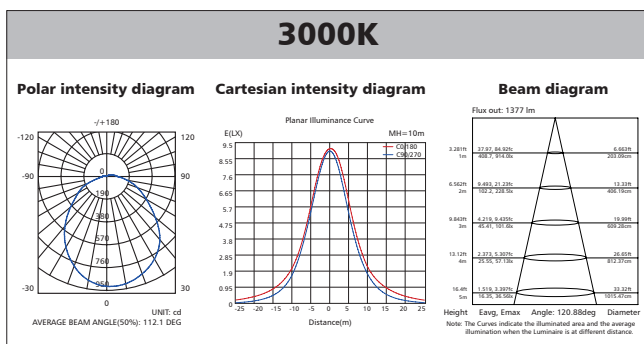 3000K
Polar intensity diagram
Cartesian intensity diagram
Beam diagram
-/+180
-120
120
-90
90
-30
30
0
0
190
380
570
760
950
UNIT: cd
AVERAGE BEAM ANGLE(50%): 112.1 DEG
Planar Illuminance Curve
E(LX)
MH=10m
C0/180
C90/270
9.5
8.55
7.6
6.65
5.7
4.75
3.8
2.85
1.9
0.95
0
-25 -20 -15 -10 -5 0 5 10 15 20 25
Distance(m)
Flux out: 1377 lm
3.281ft 37.97, 84.92fc 6.662ft
1m 408.7, 914.0lx 203.09cm
6.562ft 9.493, 21.23fc 13.33ft
2m 102.2, 228.5lx 406.19cm
9.843ft 4.219, 9.435fc 19.99ft
3m 45.41, 101.6lx 609.28cm
13.12ft 2.373, 5.307fc 26.65ft
4m 25.55, 57.13lx 812.37cm
16.4ft 1.519, 3.397fc 33.32ft
5m 16.35, 36.56lx 1015.47cm
Height Eavg, Emax Angle: 120.88deg Diameter
Note: The Curves indicate the illuminated area and the average
illumination when the Luminaire is at different distance.